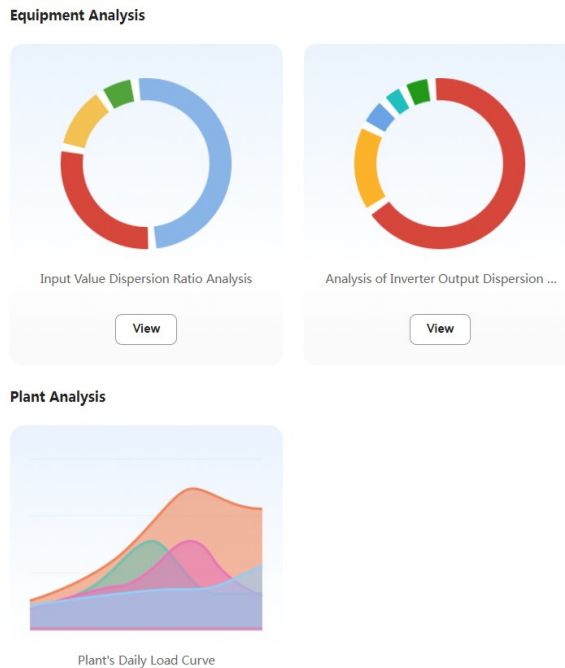 Equipment Analysis
Input Value Dispersion Ratio Analysis
Analysis of Inverter Output Dispersion ...
View
View
Plant Analysis
Plant's Daily Load Curve